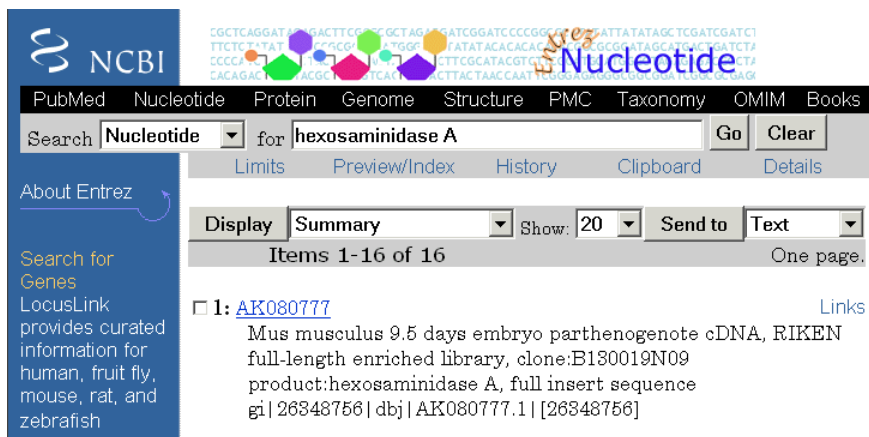 NCBI
Entrez Nucleotide
PubMed Nucleotide Protein Genome Structure PMC Taxonomy OMIM Books
Search Nucleotide for hexosaminidase A Go Clear
Limits Preview/Index History Clipboard Details
About Entrez
Display Summary Show: 20 Send to Text
Items 1-16 of 16 One page.
Search for
Genes
LocusLink
provides curated
information for
human, fruit fly,
mouse, rat, and
zebrafish
1: AK080777 Links
Mus musculus 9.5 days embryo parthenogenote cDNA, RIKEN
full-length enriched library, clone:B130019N09
product:hexosaminidase A, full insert sequence
gi|26348756|dbj|AK080777.1|[26348756]